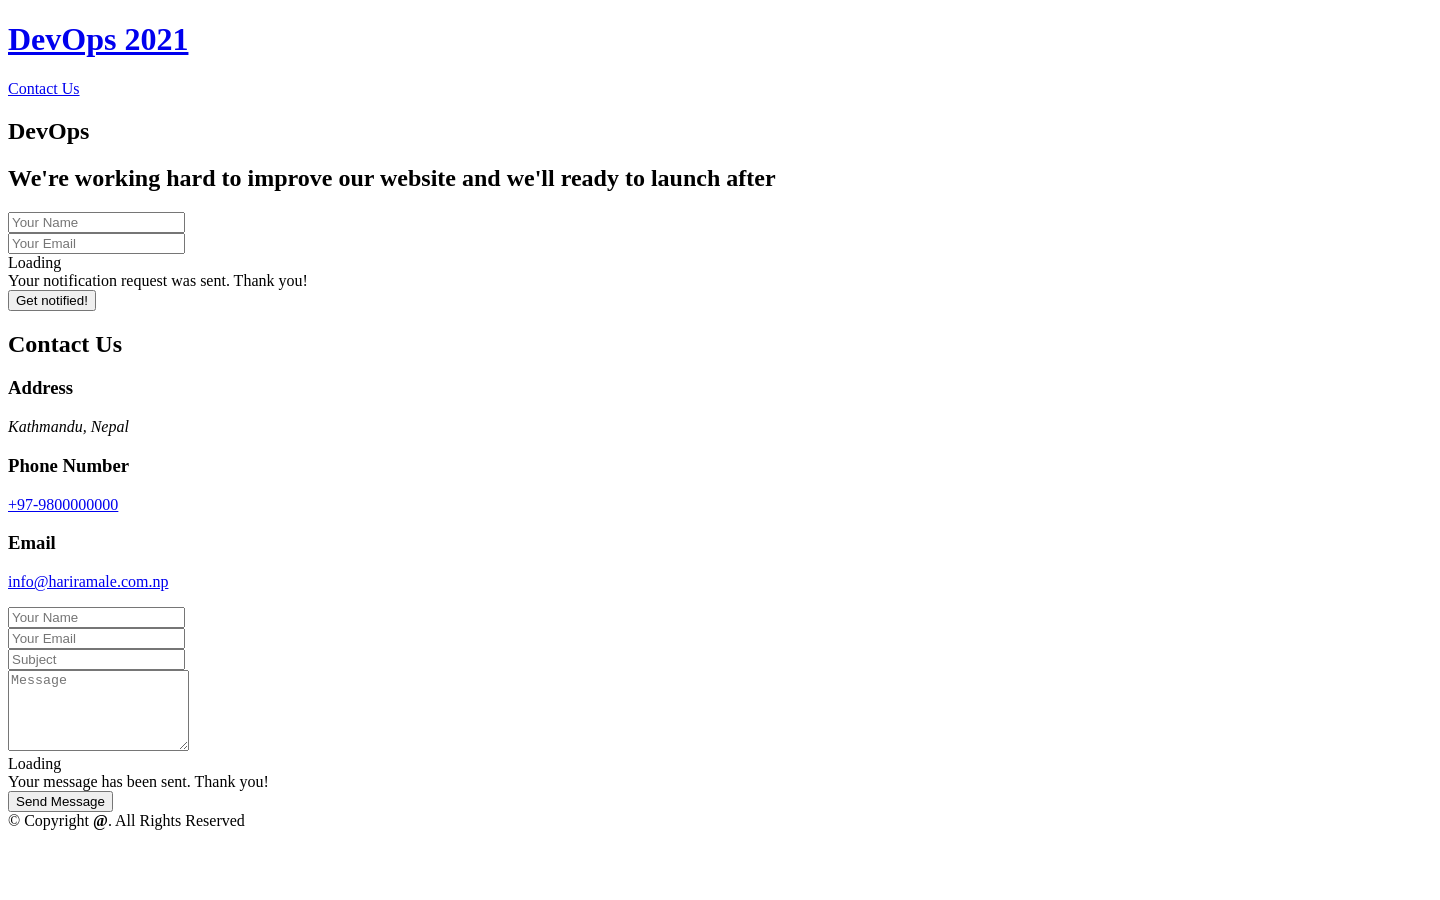 DevOps 2021
Contact Us
DevOps
We're working hard to improve our website and we'll ready to launch after
Your Name
Your Email
Loading
Your notification request was sent. Thank you!
Get notified!
Contact Us
Address
Kathmandu, Nepal
Phone Number
+97-9800000000
Email
info@hariramale.com.np
Your Name
Your Email
Subject
Message
Loading
Your message has been sent. Thank you!
Send Message
© Copyright @. All Rights Reserved